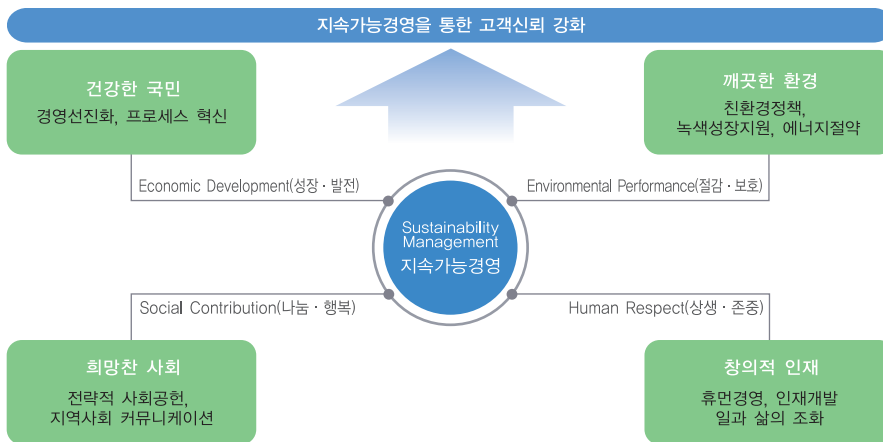 지속가능경영을 통한 고객신뢰 강화
건강한 국민
경영선진화, 프로세스 혁신
깨끗한 환경
친환경정책,
녹색성장지원, 에너지절약
Economic Development(성장 · 발전)
Environmental Performance(절감 · 보호)
Sustainability
Management
지속가능경영
Social Contribution(나눔 · 행복)
Human Respect(상생 · 존중)
희망찬 사회
전략적 사회공헌,
지역사회 커뮤니케이션
창의적 인재
휴먼경영, 인재개발
일과 삶의 조화